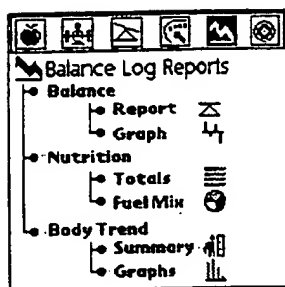 Balance Log Reports
Balance
Report
Graph
Nutrition
Totals
Fuel Mix
Body Trend
Summary
Graphs